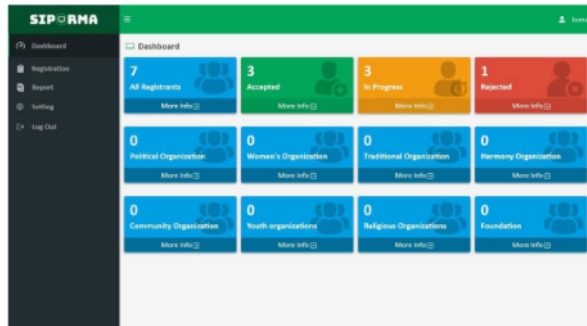 SIPORMA
Dashboard
Registration
Report
Setting
Log Out
Dashboard
7
All Registrants
More Info
3
Accepted
More Info
3
In Progress
More Info
1
Rejected
More Info
0
Political Organization
More Info
0
Women's Organization
More Info
0
Traditional Organization
More Info
0
Harmony Organization
More Info
0
Community Organization
More Info
0
Youth organizations
More Info
0
Religious Organizations
More Info
0
Foundation
More Info